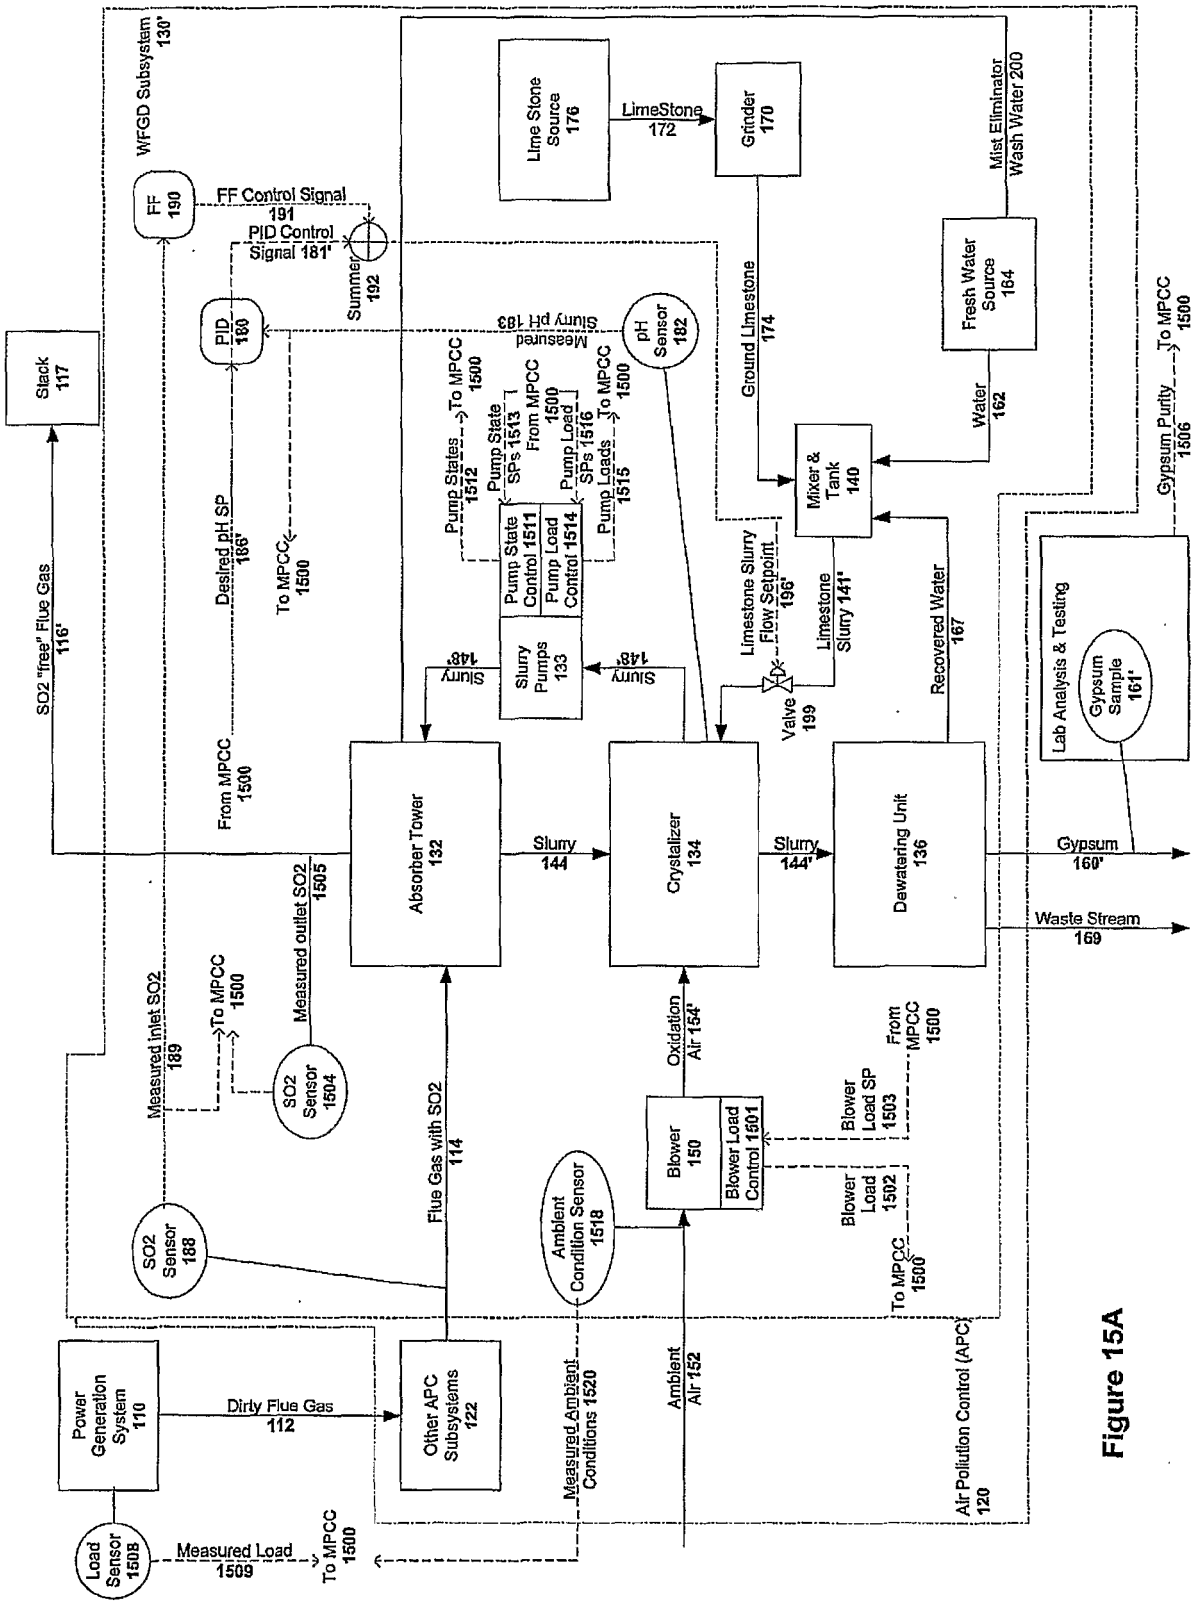 Power
Generation
System
110
Load
Sensor
1508
Measured Load
1509
To MPCC
1500
Dirty Flue Gas
112
Other APC
Subsystems
122
Air Pollution Control (APC)
120
Measured Ambient
Conditions 1520
Ambient
Air 152
Ambient
Condition Sensor
1518
SO2
Sensor
188
Measured inlet SO2
189
To MPCC
1500
SO2
Sensor
1504
Measured outlet SO2
1505
Flue Gas with SO2
114
Blower
150
Blower Load
Control 1501
Blower
Load SP
1503
Blower
Load
1502
From
MPCC
1500
To MPCC
1500
Oxidation
Air 154'
Absorber Tower
132
Slurry
144
Crystalizer
134
Slurry
144'
Dewatering Unit
136
Gypsum
160'
Waste Stream
169
SO2 "free" Flue Gas
116'
Stack
117
From MPCC
1500
Desired pH SP
186'
To MPCC
1500
PID
180
PID Control
Signal 181'
FF
190
FF Control Signal
191
Summer
192
WFGD Subsystem
130'
Measured
Slurry pH 183
pH
Sensor
182
Slurry
148'
Slurry
Pumps
133
Slurry
148'
Pump State
Control 1511
Pump Load
Control 1514
Pump States
1512
To MPCC
1500
Pump State
SPs 1513
From MPCC
1500
Pump Load
SPs 1516
Pump Loads
1515
To MPCC
1500
Lime Stone
Source
176
LimeStone
172
Grinder
170
Ground Limestone
174
Mixer &
Tank
140
Limestone Slurry
Flow Setpoint
196'
Limestone
Slurry 141'
Valve
199
Recovered Water
167
Water
162
Fresh Water
Source
164
Mist Eliminator
Wash Water 200
Lab Analysis & Testing
Gypsum
Sample
161'
Gypsum Purity
1506
To MPCC
1500
Figure 15A